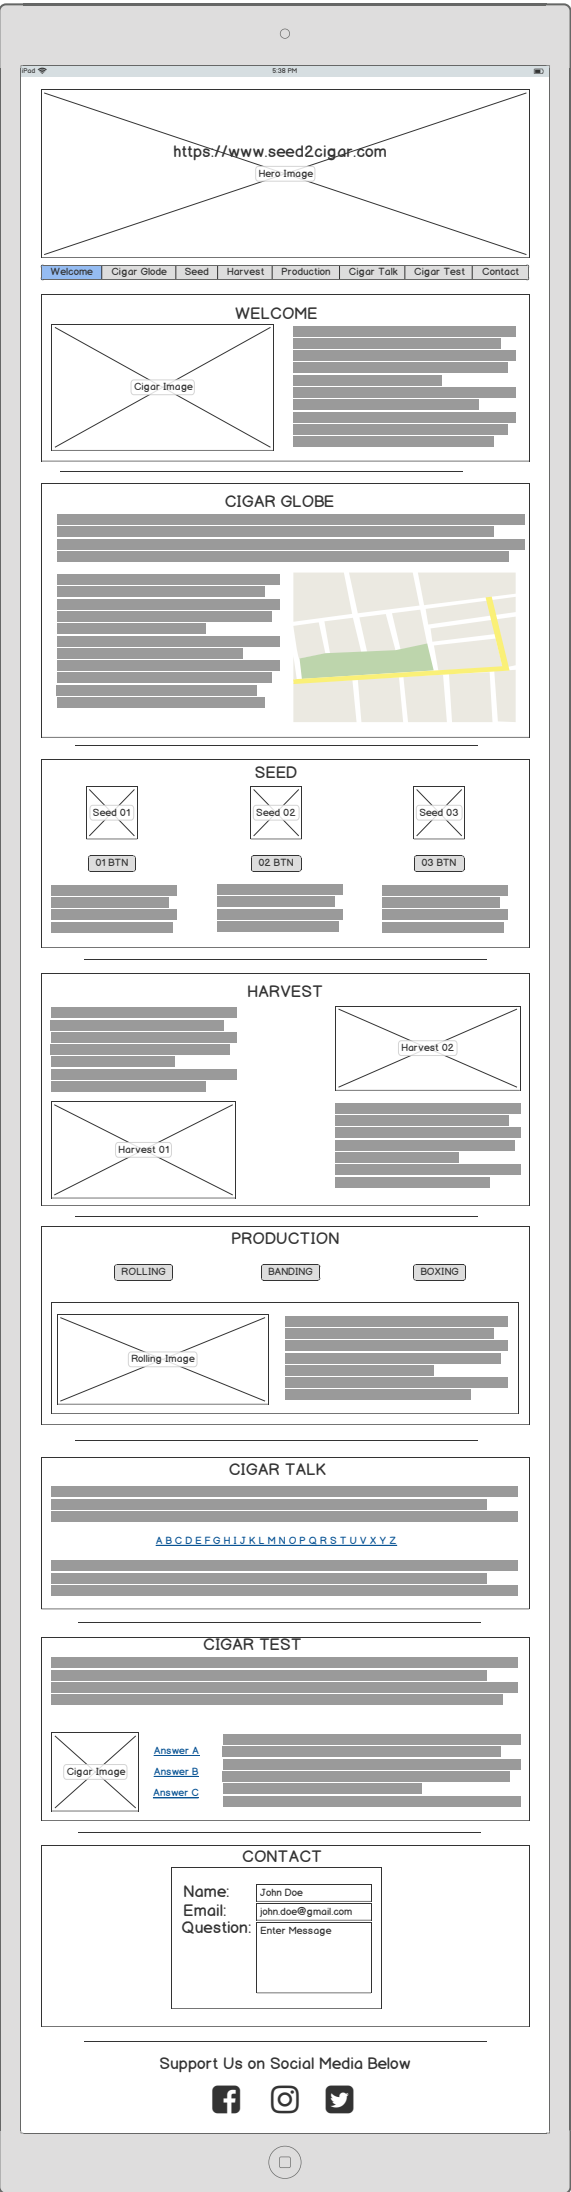 iPod 5:38 PM
https://www.seed2cigar.com
Hero Image
Welcome Cigar Glode Seed Harvest Production Cigar Talk Cigar Test Contact
WELCOME
Cigar Image
CIGAR GLOBE
SEED
Seed 01 Seed 02 Seed 03
01 BTN 02 BTN 03 BTN
HARVEST
Harvest 02
Harvest 01
PRODUCTION
ROLLING BANDING BOXING
Rolling Image
CIGAR TALK
A B C D E F G H I J K L M N O P Q R S T U V X Y Z
CIGAR TEST
Cigar Image
Answer A
Answer B
Answer C
CONTACT
Name: John Doe
Email: john.doe@gmail.com
Question: Enter Message
Support Us on Social Media Below